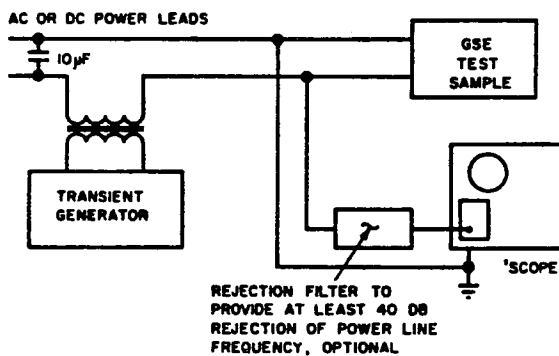 AC OR DC POWER LEADS
10µF
GSE
TEST
SAMPLE
TRANSIENT
GENERATOR
'SCOPE
REJECTION FILTER TO
PROVIDE AT LEAST 40 DB
REJECTION OF POWER LINE
FREQUENCY, OPTIONAL